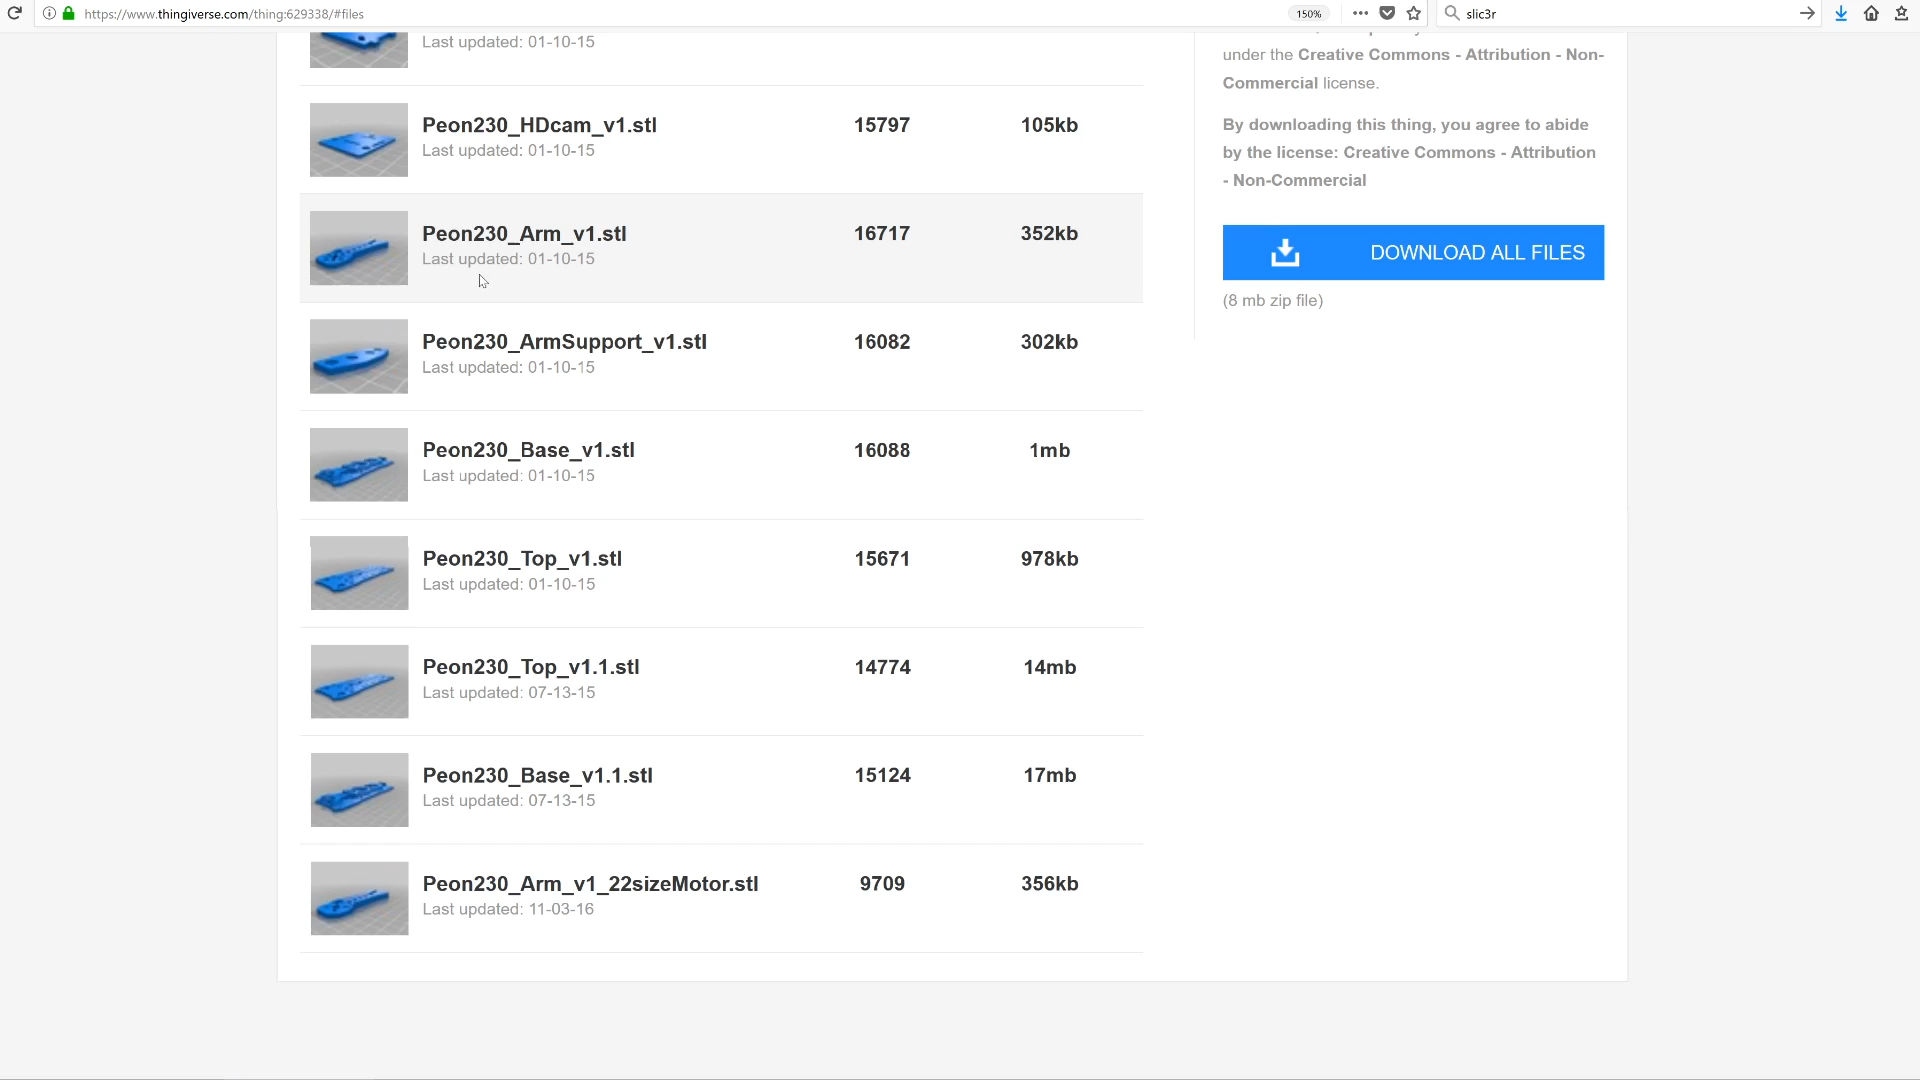 https://www.thingiverse.com/thing:629338/#files
150%
slic3r
Last updated: 01-10-15
Peon230_HDcam_v1.stl 15797 105kb
Last updated: 01-10-15
Peon230_Arm_v1.stl 16717 352kb
Last updated: 01-10-15
Peon230_ArmSupport_v1.stl 16082 302kb
Last updated: 01-10-15
Peon230_Base_v1.stl 16088 1mb
Last updated: 01-10-15
Peon230_Top_v1.stl 15671 978kb
Last updated: 01-10-15
Peon230_Top_v1.1.stl 14774 14mb
Last updated: 07-13-15
Peon230_Base_v1.1.stl 15124 17mb
Last updated: 07-13-15
Peon230_Arm_v1_22sizeMotor.stl 9709 356kb
Last updated: 11-03-16
under the Creative Commons - Attribution - Non-
Commercial license.
By downloading this thing, you agree to abide
by the license: Creative Commons - Attribution
- Non-Commercial
DOWNLOAD ALL FILES
(8 mb zip file)